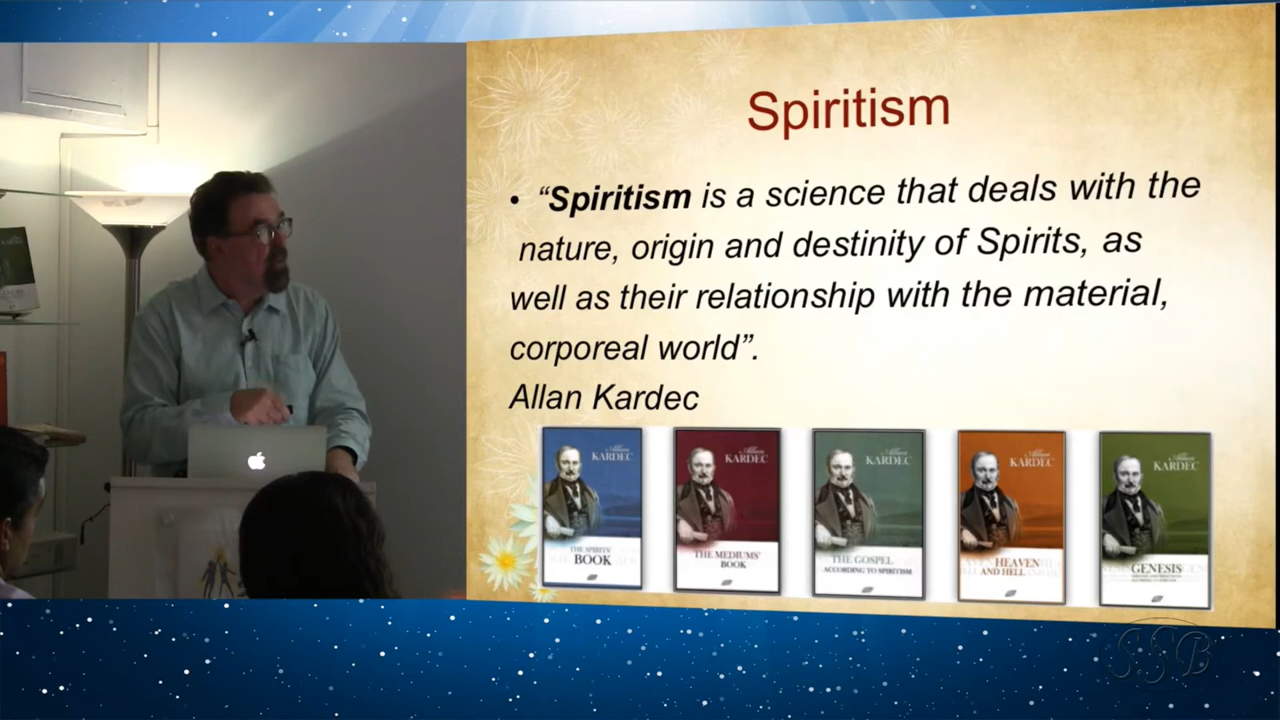 Spiritism
• “Spiritism is a science that deals with the
nature, origin and destinity of Spirits, as
well as their relationship with the material,
corporeal world”.
Allan Kardec
Allan
KARDEC
THE SPIRITS'
BOOK
Allan
KARDEC
THE MEDIUMS'
BOOK
Allan
KARDEC
THE GOSPEL
ACCORDING TO SPIRITISM
Allan
KARDEC
HEAVEN
AND HELL
Allan
KARDEC
GENESIS
SSB